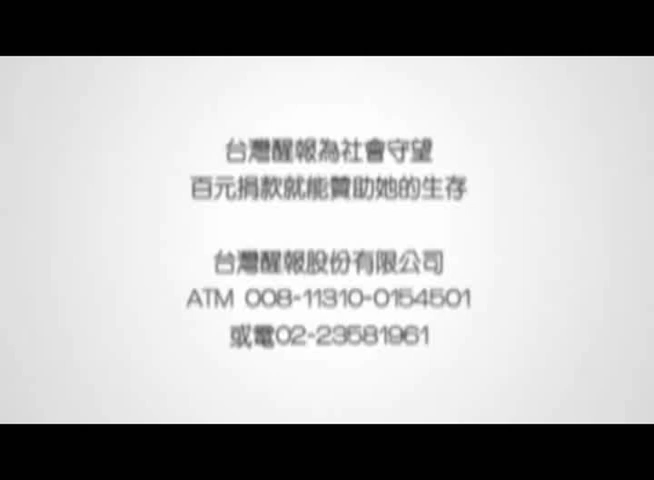 台灣醒報為社會守望
百元捐款就能贊助她的生存
台灣醒報股份有限公司
ATM 008-11310-0154501
或電02-23581961